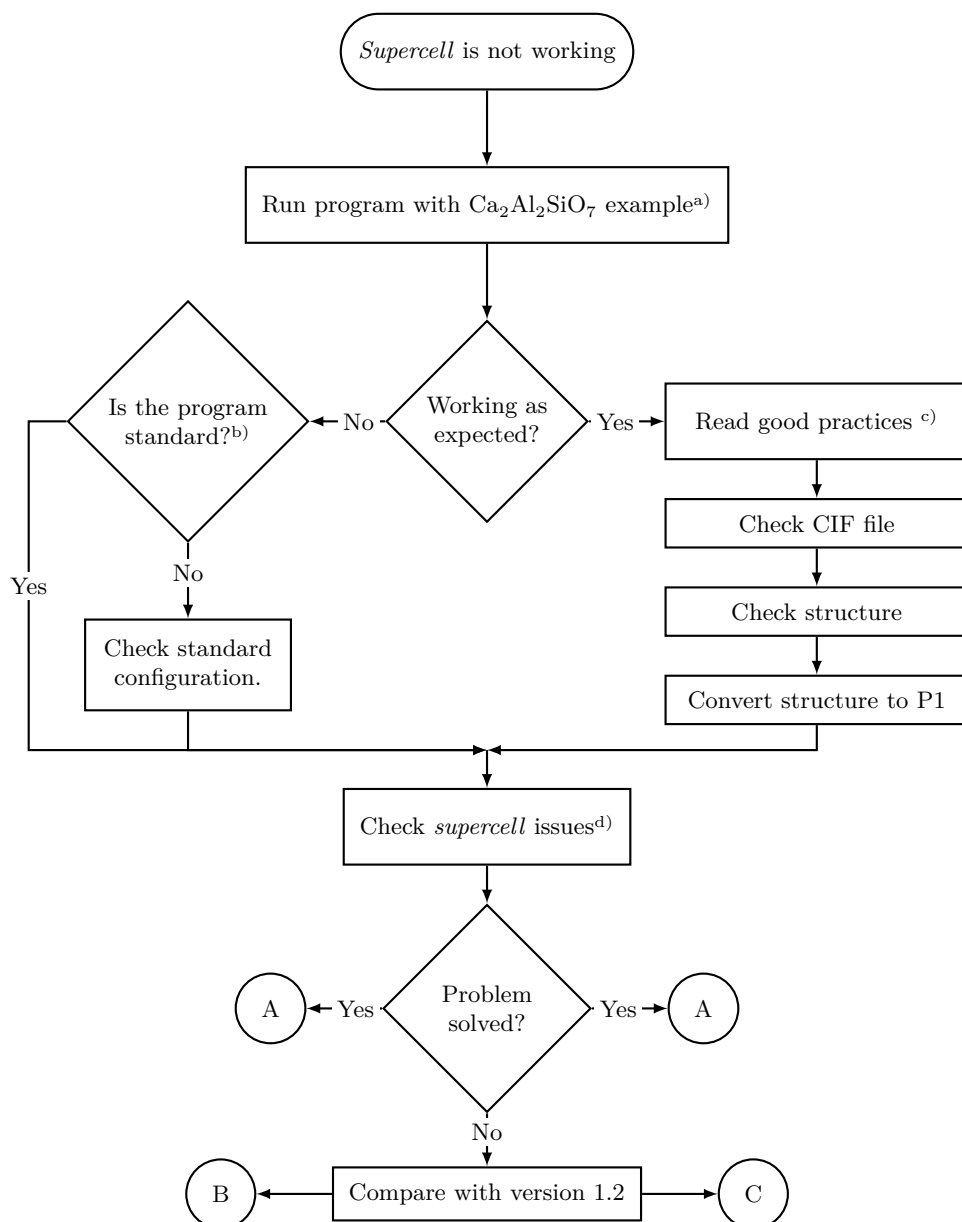 Supercell is not working
Run program with Ca₂Al₂SiO₇ example ᵃ⁾
Is the program
standard?ᵇ⁾
No
Working as
expected?
Yes
Read good practices ᶜ⁾
Check CIF file
Yes
No
Check structure
Check standard
configuration.
Convert structure to P1
Check supercell issuesᵈ⁾
A
Yes
Problem
solved?
Yes
A
No
B
Compare with version 1.2
C